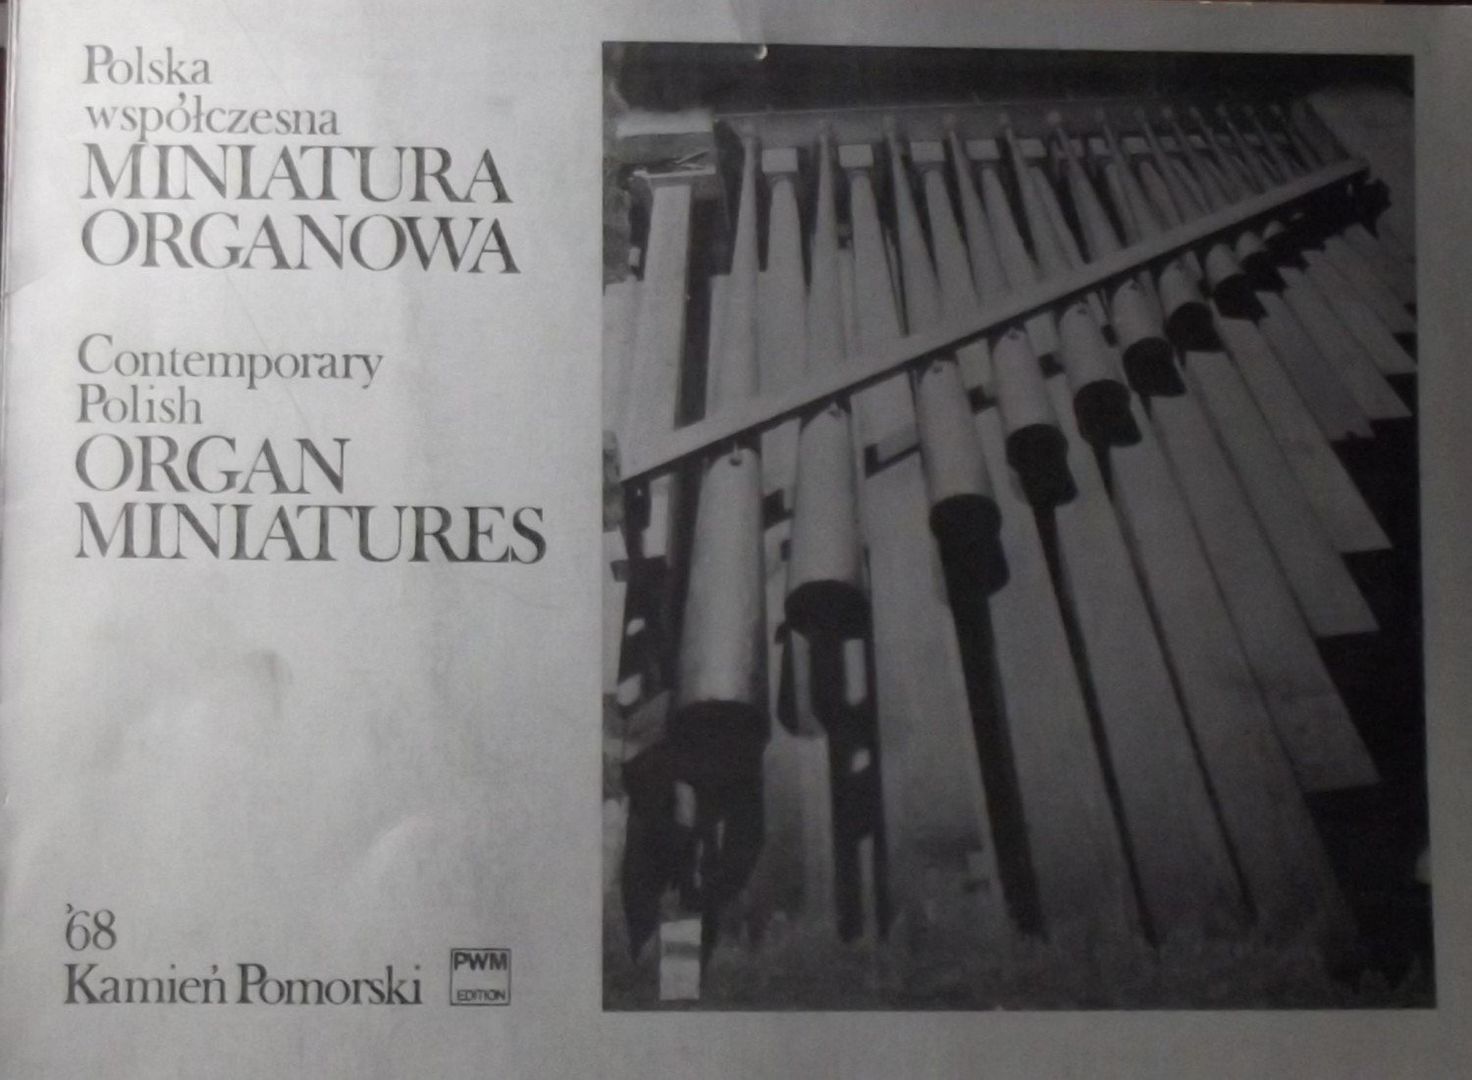 Polska
współczesna
MINIATURA
ORGANOWA
Contemporary
Polish
ORGAN
MINIATURES
'68
Kamień Pomorski
PWM
EDITION